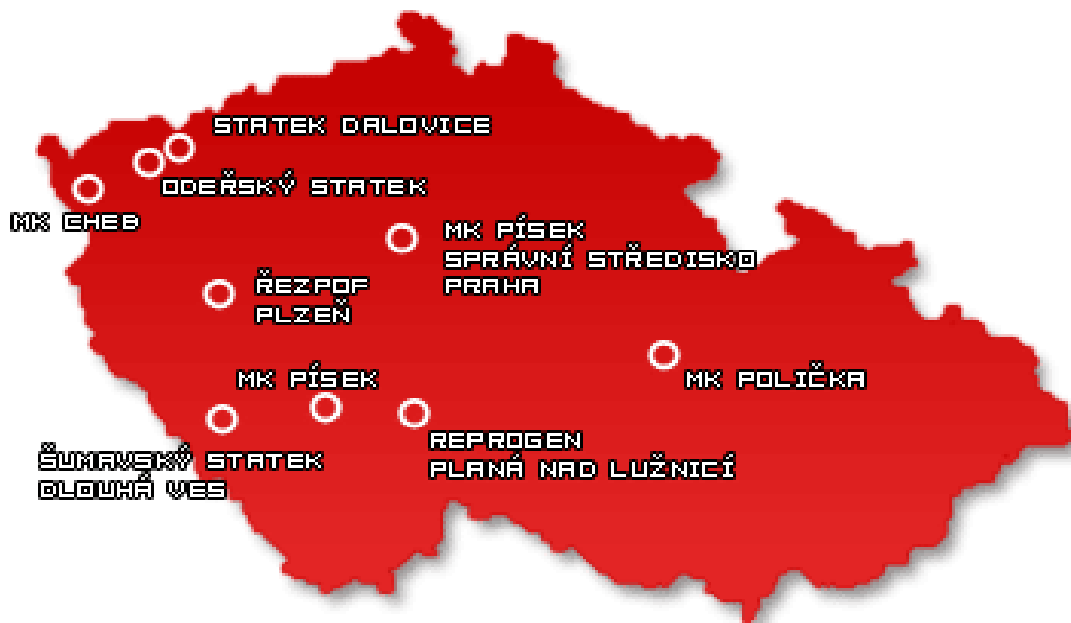 STATEK DALOVICE
ODEŘSKÝ STATEK
MK CHEB
MK PÍSEK
SPRÁVNÍ STŘEDISKO
PRAHA
ŘEZPOF
PLZEŇ
MK POLIČKA
MK PÍSEK
REPROGEN
PLANÁ NAD LUŽNICÍ
ŠUMAVSKÝ STATEK
DLOUHÁ VES